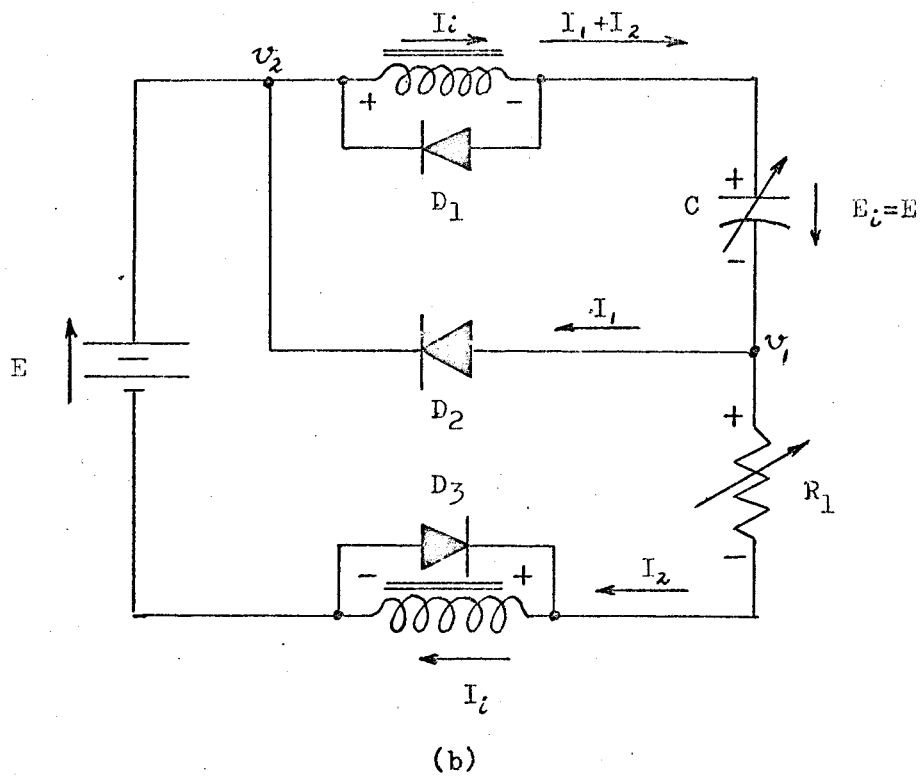 Ii
I1+I2
v2
+
-
D1
+
C
Ei=E
-
I1
v1
E
D2
+
D3
R1
-
-
+
I2
Ii
(b)